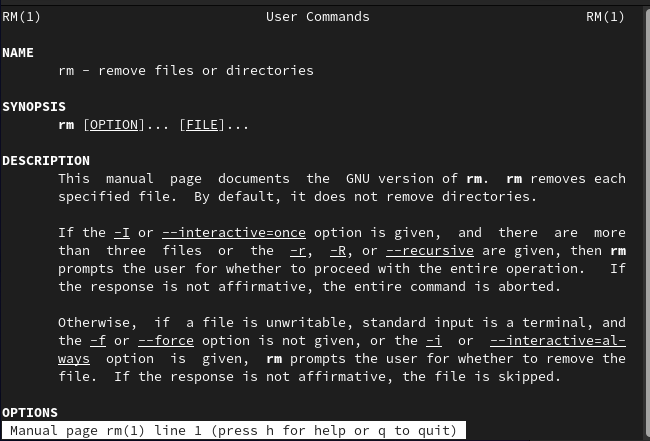 RM(1) User Commands RM(1)
NAME
rm - remove files or directories
SYNOPSIS
rm [OPTION]... [FILE]...
DESCRIPTION
This manual page documents the GNU version of rm. rm removes each
specified file. By default, it does not remove directories.
If the -I or --interactive=once option is given, and there are more
than three files or the -r, -R, or --recursive are given, then rm
prompts the user for whether to proceed with the entire operation. If
the response is not affirmative, the entire command is aborted.
Otherwise, if a file is unwritable, standard input is a terminal, and
the -f or --force option is not given, or the -i or --interactive=al-
ways option is given, rm prompts the user for whether to remove the
file. If the response is not affirmative, the file is skipped.
OPTIONS
Manual page rm(1) line 1 (press h for help or q to quit)